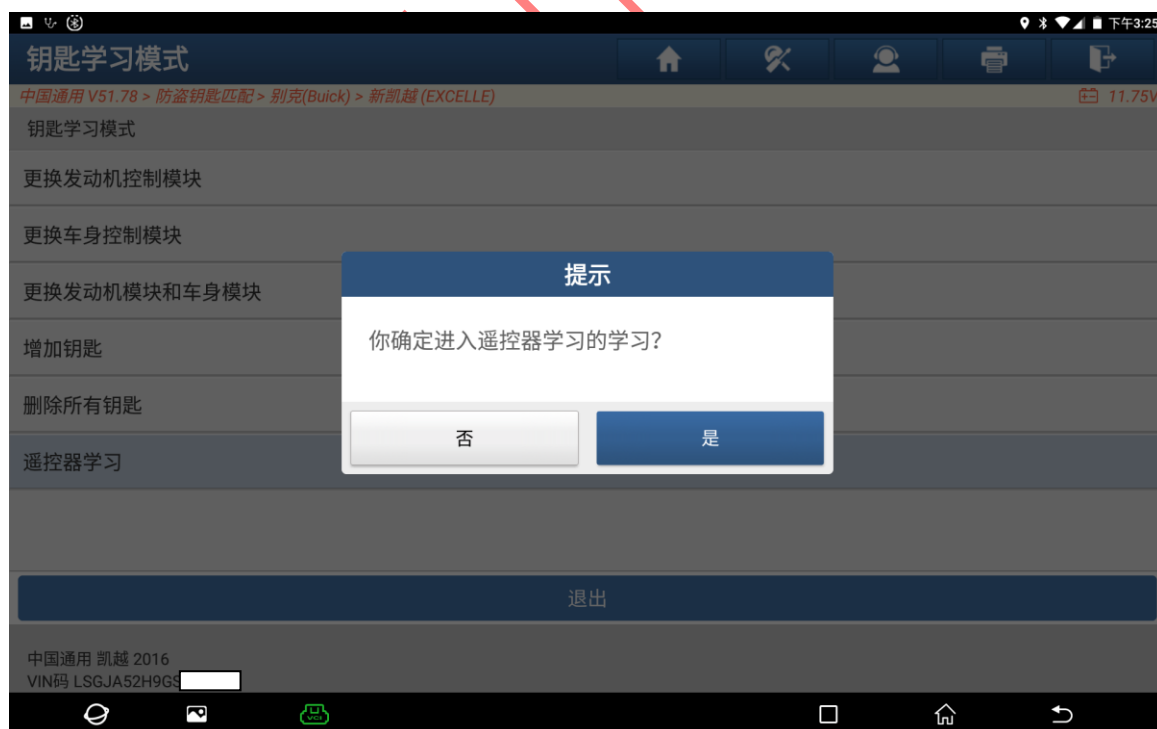 下午3:25
钥匙学习模式
中国通用 V51.78 > 防盗钥匙匹配 > 别克(Buick) > 新凯越 (EXCELLE)
11.75V
钥匙学习模式
更换发动机控制模块
更换车身控制模块
更换发动机模块和车身模块
增加钥匙
删除所有钥匙
遥控器学习
提示
你确定进入遥控器学习的学习?
否
是
退出
中国通用 凯越 2016
VIN码 LSGJA52H9GS
VCI